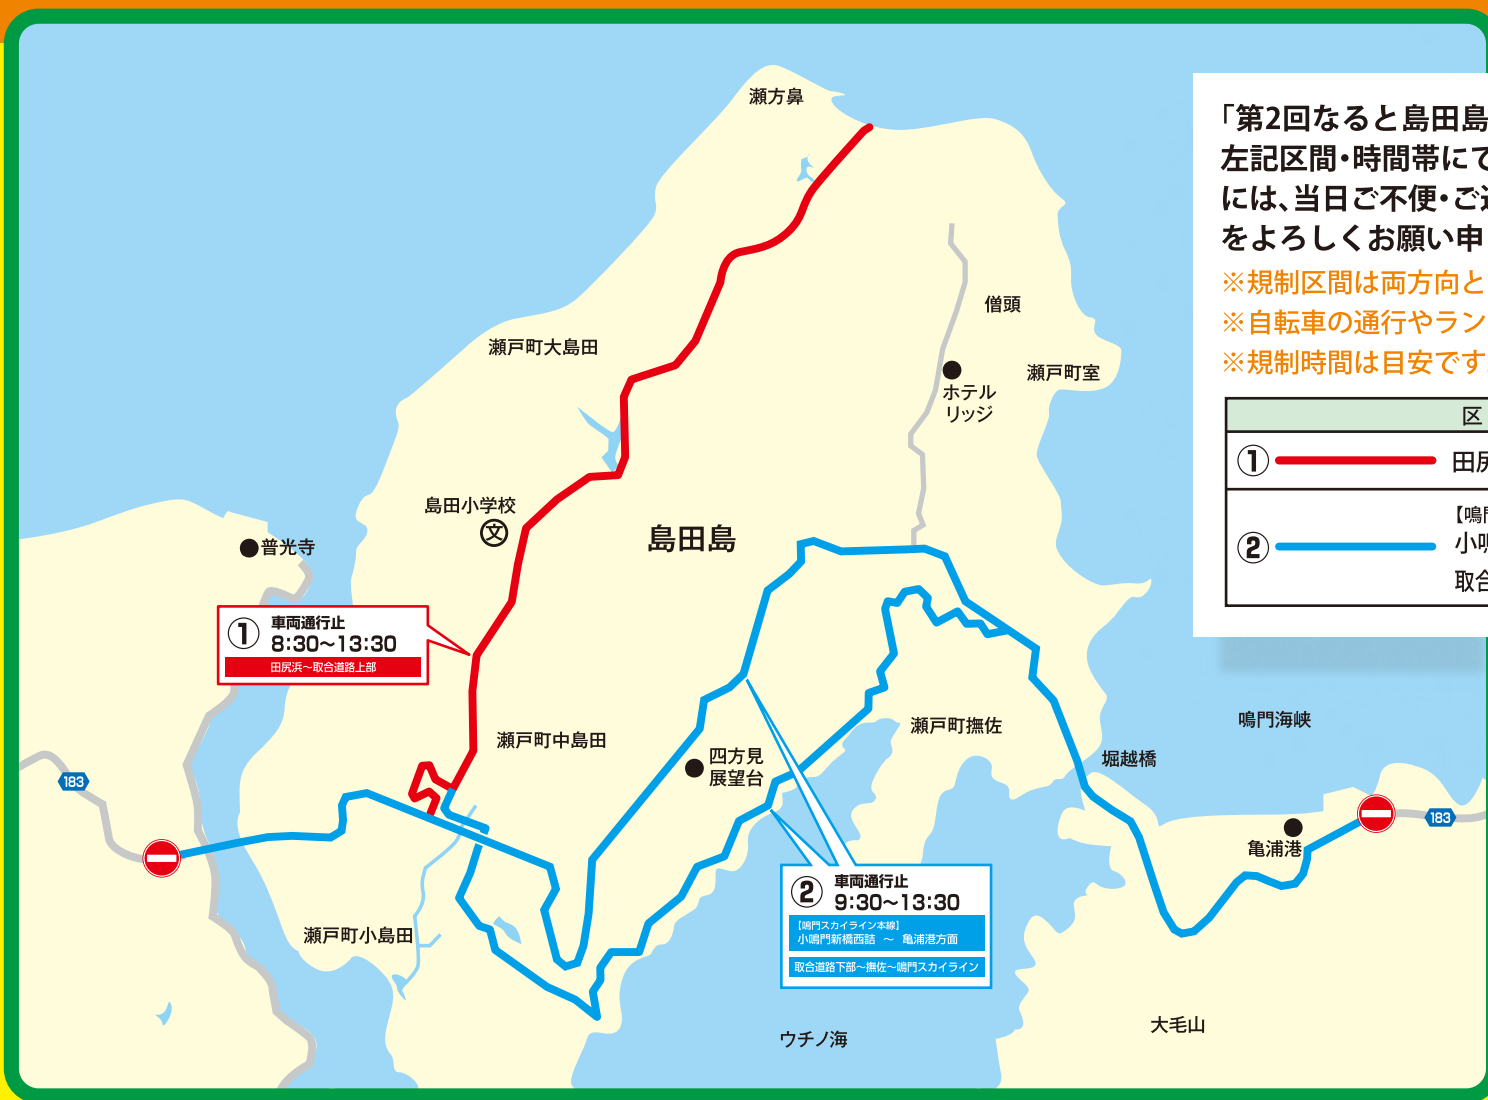 瀬方鼻
「第2回なると島田島
左記区間・時間帯にて
には、当日ご不便・ご迷
をよろしくお願い申
※規制区間は両方向と
※自転車の通行やラン
※規制時間は目安です
区
① 田尻
【鳴門
② 小鳴
取合
僧頭
瀬戸町大島田
瀬戸町室
ホテル
リッジ
島田小学校
文
島田島
普光寺
① 車両通行止
8:30〜13:30
田尻浜〜取合道路上部
瀬戸町中島田
四方見
展望台
瀬戸町撫佐
堀越橋
鳴門海峡
183
183
亀浦港
② 車両通行止
9:30〜13:30
【鳴門スカイライン本線】
小鳴門新橋西詰 〜 亀浦港方面
取合道路下部〜撫佐〜鳴門スカイライン
瀬戸町小島田
ウチノ海
大毛山